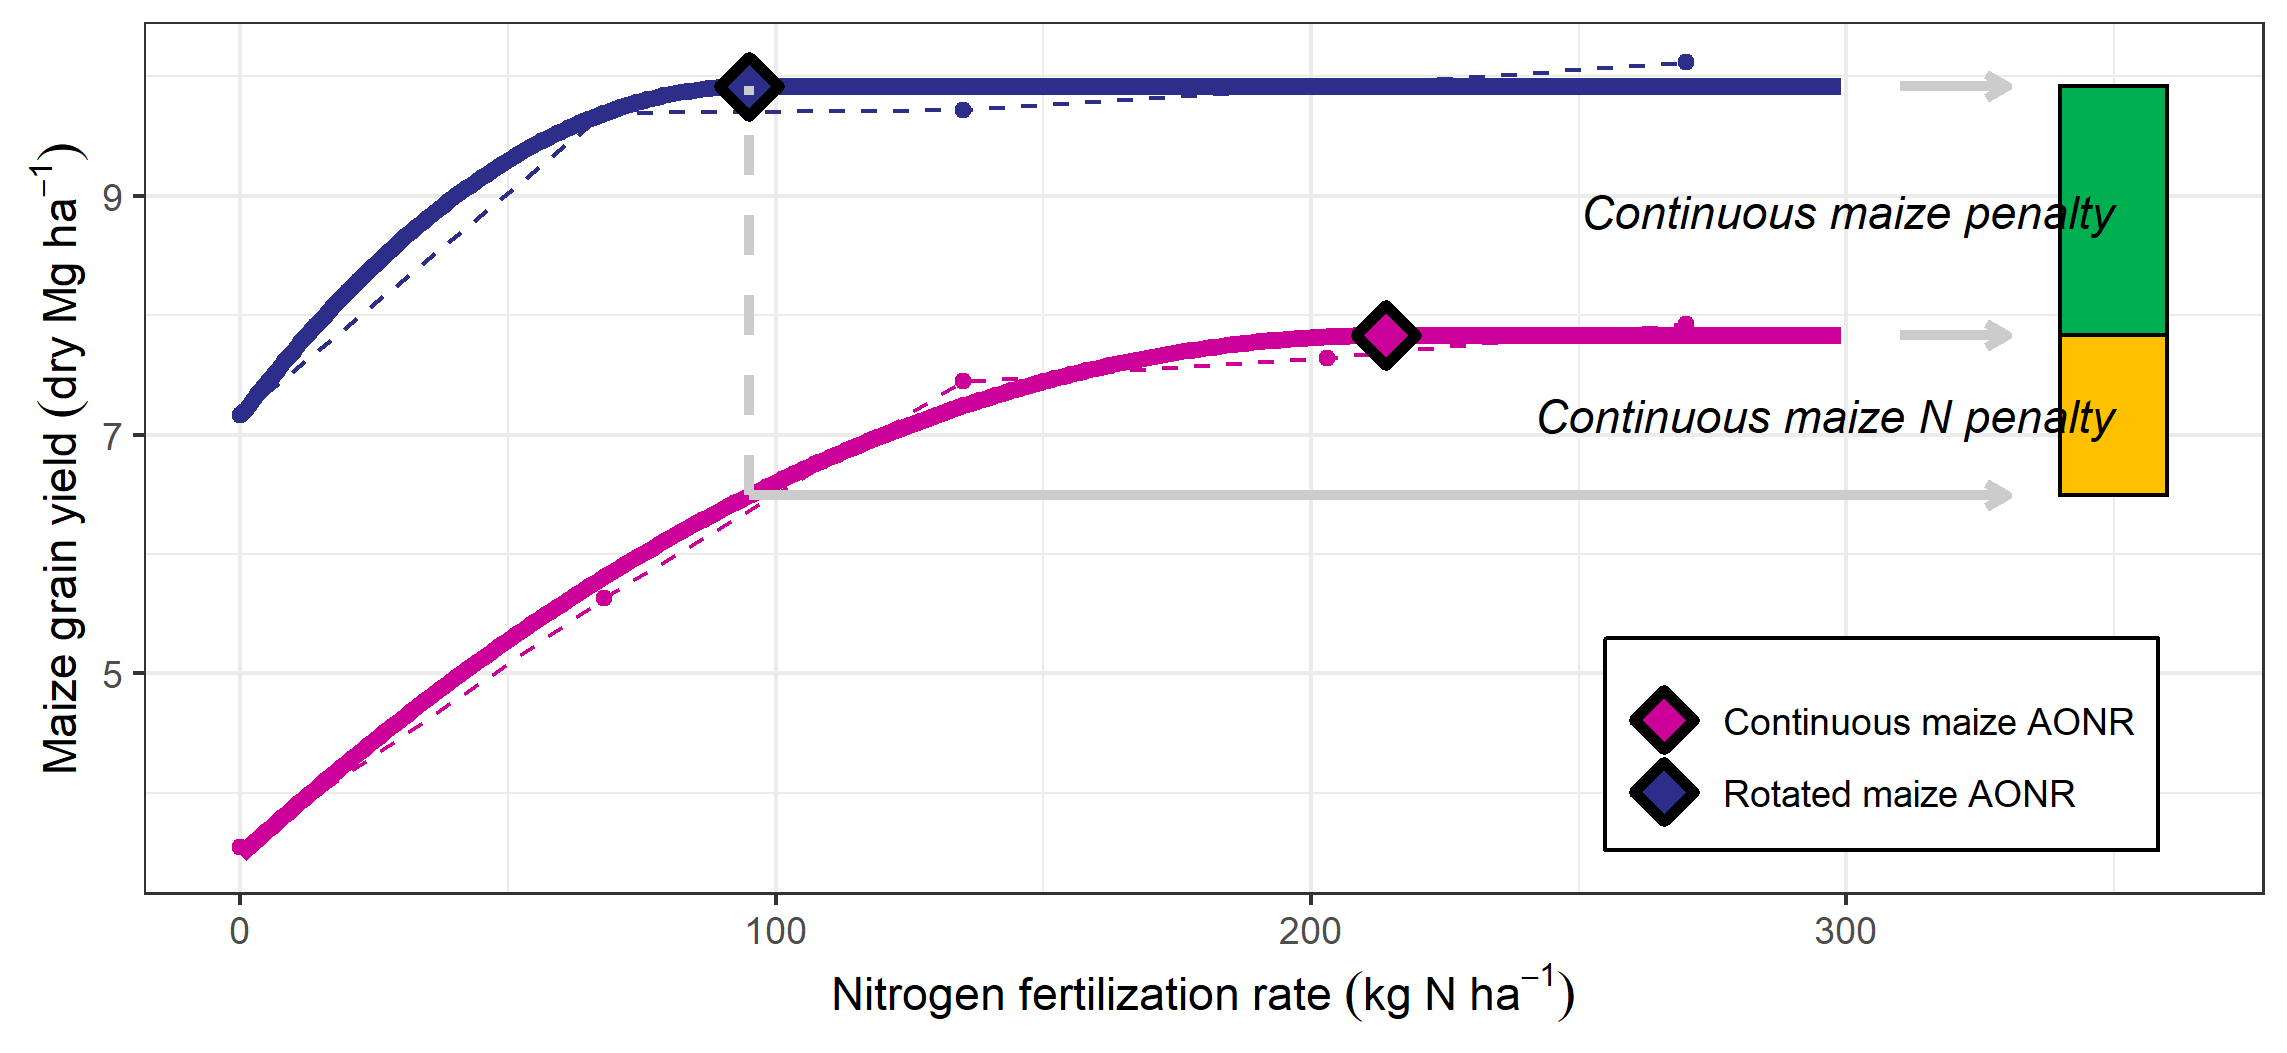 Maize grain yield (dry Mg ha⁻¹)
9
7
5
Continuous maize penalty
Continuous maize N penalty
Continuous maize AONR
Rotated maize AONR
0 100 200 300
Nitrogen fertilization rate (kg N ha⁻¹)